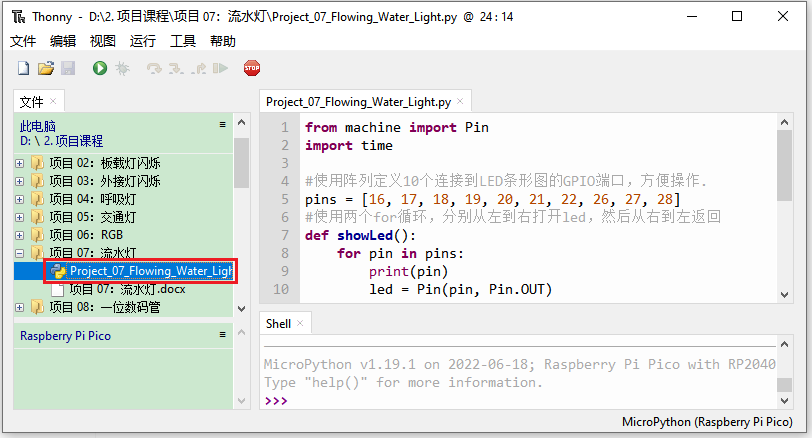 Thonny - D:\2. 项目课程\项目 07：流水灯\Project_07_Flowing_Water_Light.py @ 24 : 14
文件 编辑 视图 运行 工具 帮助
STOP
文件 ×
此电脑
D: \ 2. 项目课程
项目 02：板载灯闪烁
项目 03：外接灯闪烁
项目 04：呼吸灯
项目 05：交通灯
项目 06：RGB
项目 07：流水灯
Project_07_Flowing_Water_Ligh
项目 07：流水灯.docx
项目 08：一位数码管
Raspberry Pi Pico
Project_07_Flowing_Water_Light.py ×
1 from machine import Pin
2 import time
3
4 #使用阵列定义10个连接到LED条形图的GPIO端口，方便操作.
5 pins = [16, 17, 18, 19, 20, 21, 22, 26, 27, 28]
6 #使用两个for循环，分别从左到右打开led，然后从右到左返回
7 def showLed():
8 for pin in pins:
9 print(pin)
10 led = Pin(pin, Pin.OUT)
Shell ×
MicroPython v1.19.1 on 2022-06-18; Raspberry Pi Pico with RP2040
Type "help()" for more information.
>>>
MicroPython (Raspberry Pi Pico)